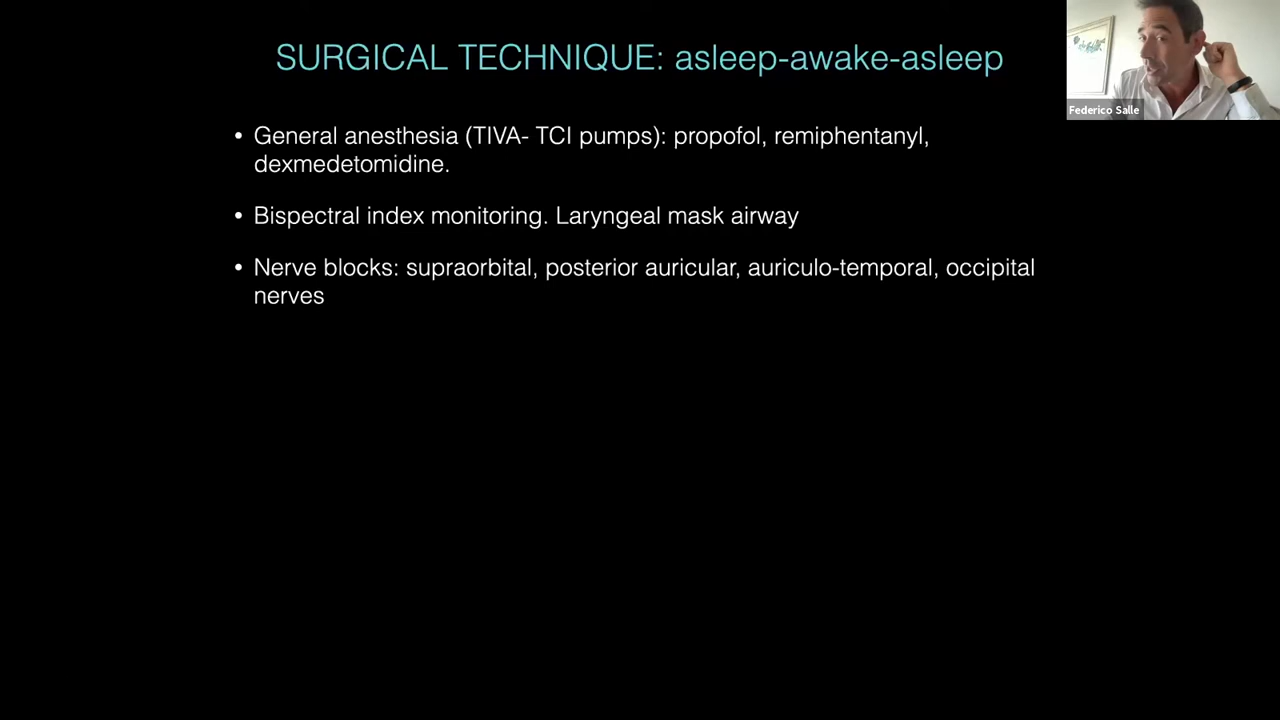 SURGICAL TECHNIQUE: asleep-awake-asleep
Federico Salle
• General anesthesia (TIVA- TCI pumps): propofol, remiphentanyl,
dexmedetomidine.
• Bispectral index monitoring. Laryngeal mask airway
• Nerve blocks: supraorbital, posterior auricular, auriculo-temporal, occipital
nerves